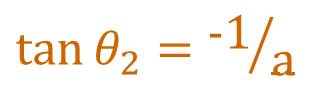 tan θ₂ = -1/a